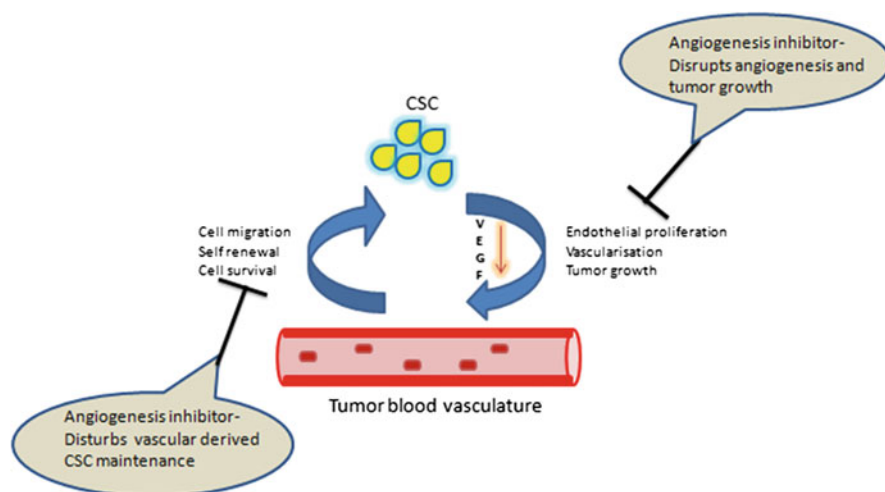 Angiogenesis inhibitor-
Disrupts angiogenesis and
tumor growth
CSC
Cell migration
Self renewal
Cell survival
V
E
G
F
Endothelial proliferation
Vascularisation
Tumor growth
Tumor blood vasculature
Angiogenesis inhibitor-
Disturbs vascular derived
CSC maintenance